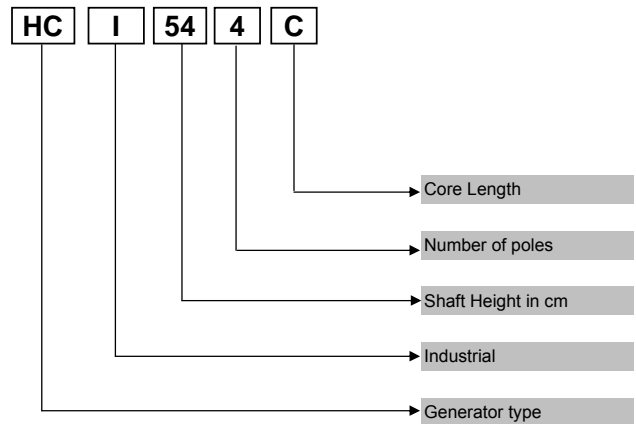 HC I 54 4 C
Core Length
Number of poles
Shaft Height in cm
Industrial
Generator type